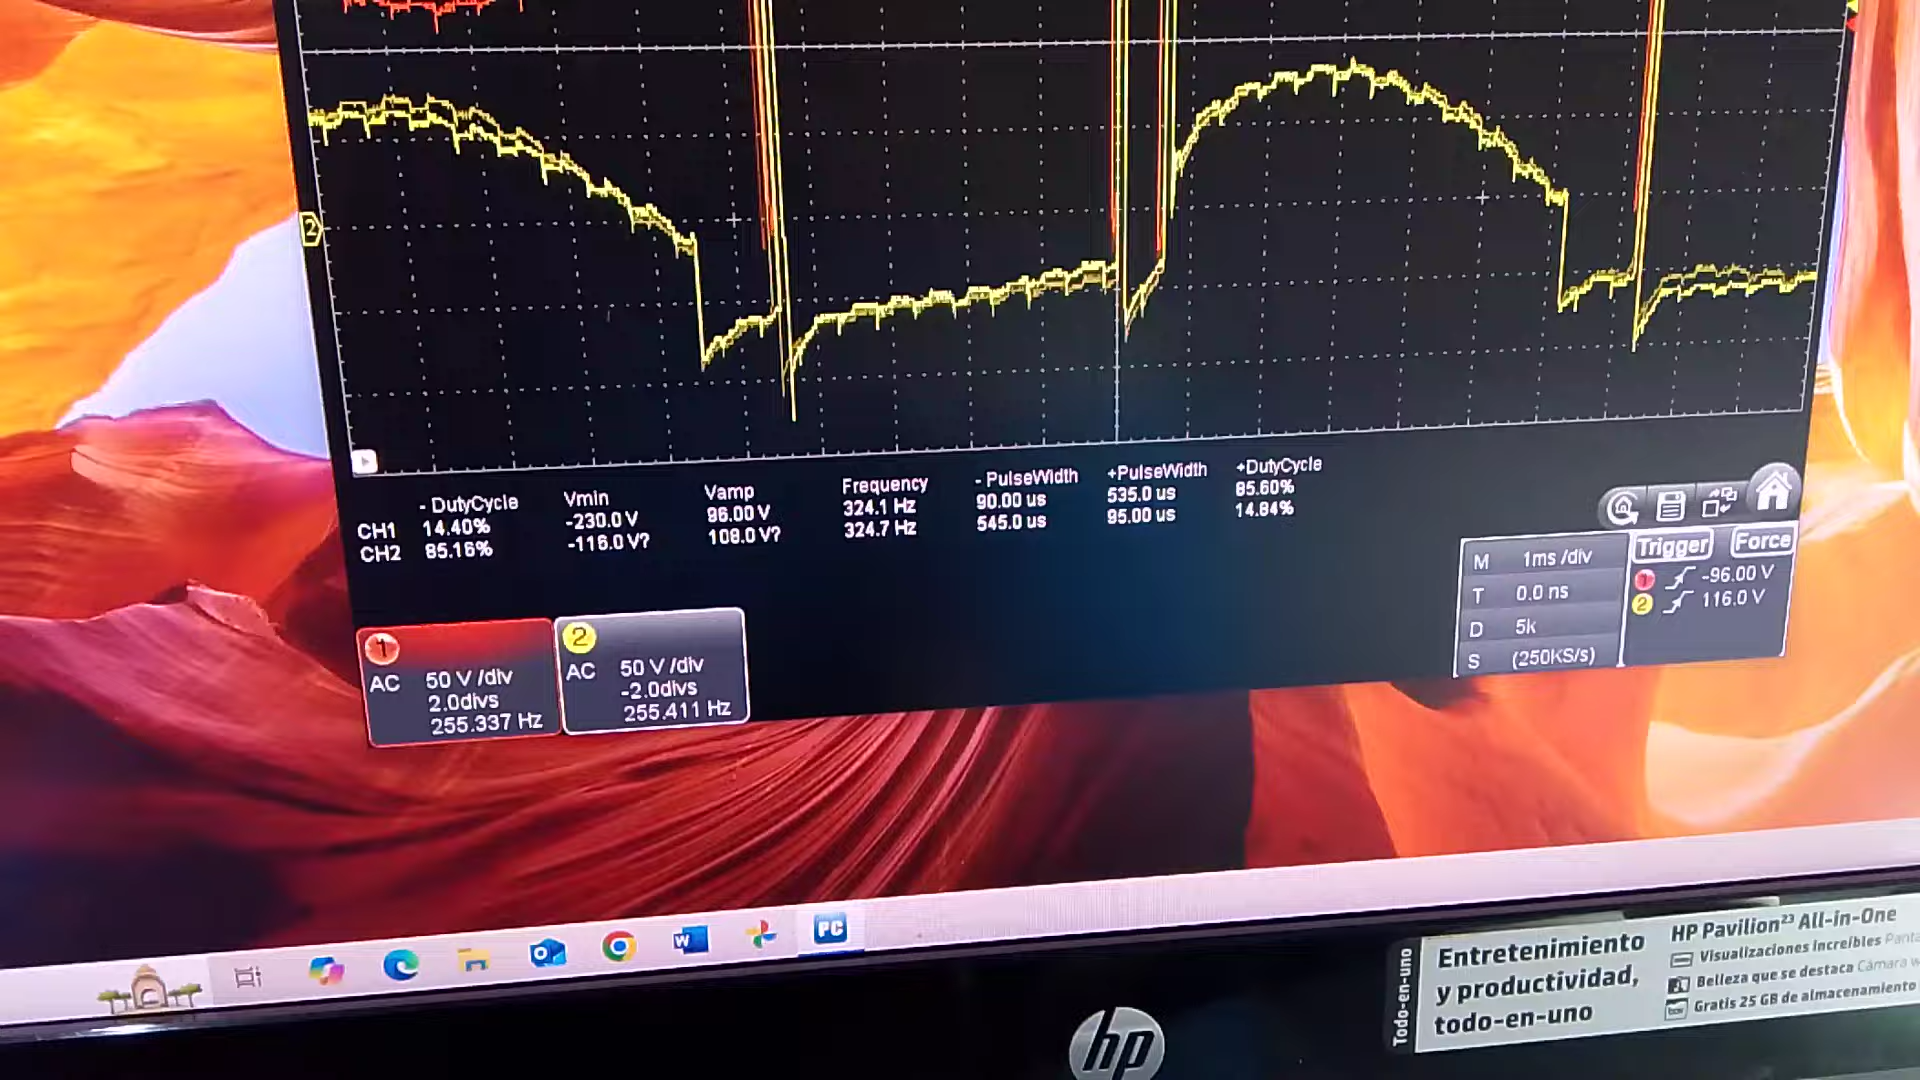 2
- DutyCycle Vmin Vamp Frequency - PulseWidth +PulseWidth +DutyCycle
CH1 14.40% -230.0 V 96.00 V 324.1 Hz 90.00 us 535.0 us 85.60%
CH2 85.16% -116.0 V? 108.0 V? 324.7 Hz 545.0 us 95.00 us 14.84%
1
AC 50 V /div
2.0divs
255.337 Hz
2
AC 50 V /div
-2.0divs
255.411 Hz
M 1ms /div
T 0.0 ns
D 5k
S (250KS/s)
Trigger Force
1 -96.00 V
2 116.0 V
PC
hp
Todo-en-uno
Entretenimiento
y productividad,
todo-en-uno
HP Pavilion²³ All-in-One
Visualizaciones increíbles
Belleza que se destaca Cámara
Gratis 25 GB de almacenamiento